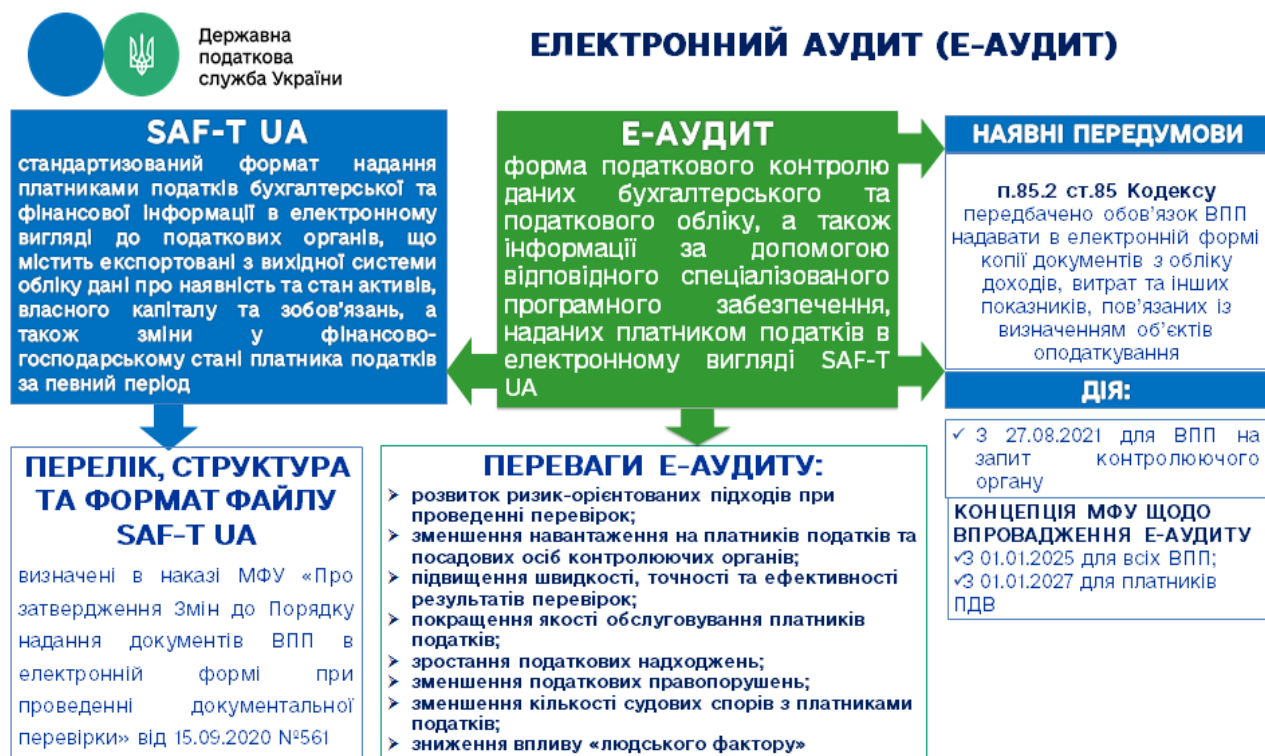 Державна
податкова
служба України
ЕЛЕКТРОННИЙ АУДИТ (Е-АУДИТ)
SAF-T UA
стандартизований формат надання
платниками податків бухгалтерської та
фінансової інформації в електронному
вигляді до податкових органів, що
містить експортовані з вихідної системи
обліку дані про наявність та стан активів,
власного капіталу та зобов’язань, а
також зміни у фінансово-
господарському стані платника податків
за певний період
Е-АУДИТ
форма податкового контролю
даних бухгалтерського та
податкового обліку, а також
інформації за допомогою
відповідного спеціалізованого
програмного забезпечення,
наданих платником податків в
електронному вигляді SAF-T
UA
НАЯВНІ ПЕРЕДУМОВИ
п.85.2 ст.85 Кодексу
передбачено обов’язок ВПП
надавати в електронній формі
копії документів з обліку
доходів, витрат та інших
показників, пов’язаних із
визначенням об’єктів
оподаткування
ДІЯ:
✓ З 27.08.2021 для ВПП на
запит контролюючого
органу
КОНЦЕПЦІЯ МФУ ЩОДО
ВПРОВАДЖЕННЯ Е-АУДИТУ
✓З 01.01.2025 для всіх ВПП;
✓З 01.01.2027 для платників
ПДВ
ПЕРЕЛІК, СТРУКТУРА
ТА ФОРМАТ ФАЙЛУ
SAF-T UA
визначені в наказі МФУ «Про
затвердження Змін до Порядку
надання документів ВПП в
електронній формі при
проведенні документальної
перевірки» від 15.09.2020 №561
ПЕРЕВАГИ Е-АУДИТУ:
➢ розвиток ризик-орієнтованих підходів при
проведенні перевірок;
➢ зменшення навантаження на платників податків та
посадових осіб контролюючих органів;
➢ підвищення швидкості, точності та ефективності
результатів перевірок;
➢ покращення якості обслуговування платників
податків;
➢ зростання податкових надходжень;
➢ зменшення податкових правопорушень;
➢ зменшення кількості судових спорів з платниками
податків;
➢ зниження впливу «людського фактору»